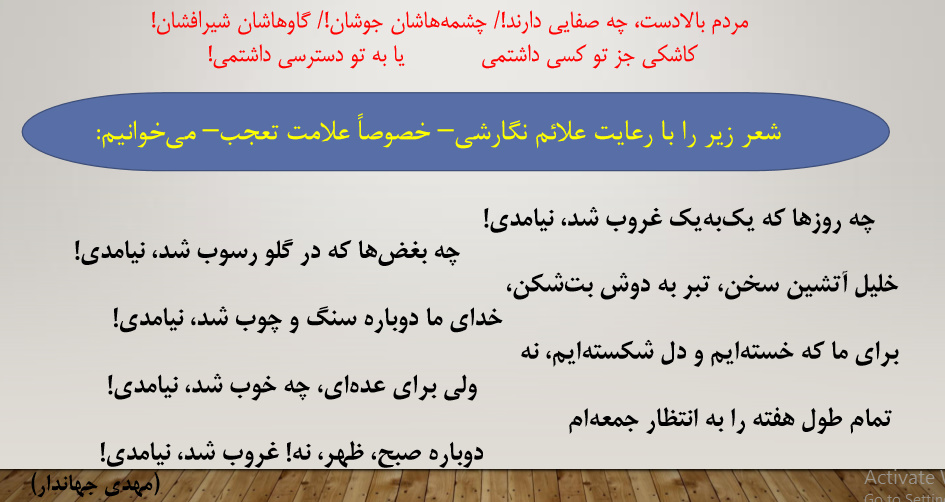 مردم بالادست، چه صفایی دارند!/ چشمه‌هاشان جوشان!/ گاوهاشان شیرافشان!
کاشکی جز تو کسی داشتمی یا به تو دسترسی داشتمی!
شعر زیر را با رعایت علائم نگارشی– خصوصاً علامت تعجب– می‌خوانیم:
چه روزها که یک‌به‌یک غروب شد، نیامدی!
چه بغض‌ها که در گلو رسوب شد، نیامدی!
خلیل آتشین سخن، تبر به دوش بت‌شکن،
خدای ما دوباره سنگ و چوب شد، نیامدی!
برای ما که خسته‌ایم و دل شکسته‌ایم، نه
ولی برای عده‌ای، چه خوب شد، نیامدی!
تمام طول هفته را به انتظار جمعه‌ام
دوباره صبح، ظهر، نه! غروب شد، نیامدی!
(مهدی جهاندار)
Activate
Go to Settin